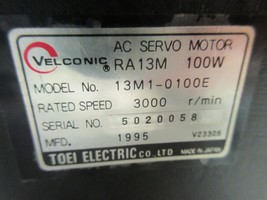 VELCONIC® AC SERVO MOTOR
RA13M 100W
MODEL No. 13M1-0100E
RATED SPEED 3000 r/min
SERIAL NO. 5020058
MFD. 1995 V23305
TOEI ELECTRIC CO., LTD MADE IN JAPAN